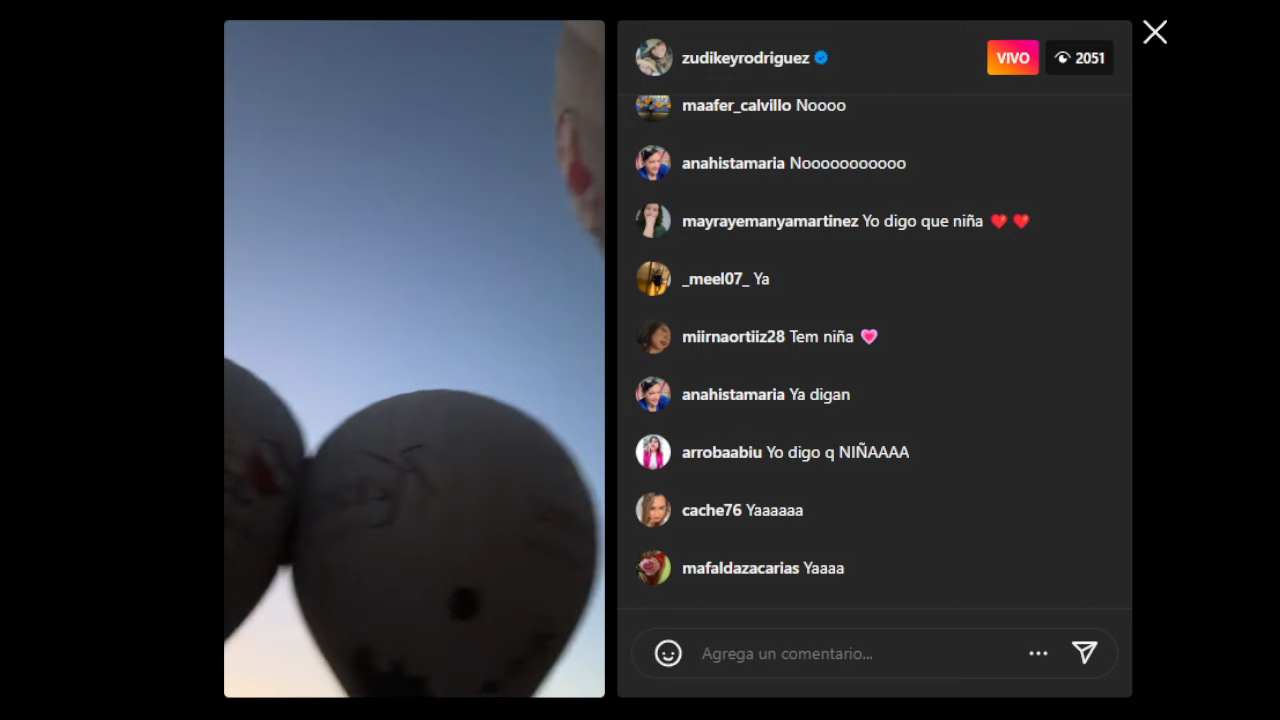 zudikeyrodriguez
VIVO
2051
maafer_calvillo Noooo
anahistamaria Nooooooooooo
mayrayemanyamartinez Yo digo que niña ❤️ ❤️
_meel07_ Ya
miirnaortiiz28 Tem niña 💗
anahistamaria Ya digan
arrobaabiu Yo digo q NIÑAAAA
cache76 Yaaaaaa
mafaldazacarias Yaaaa
Agrega un comentario...